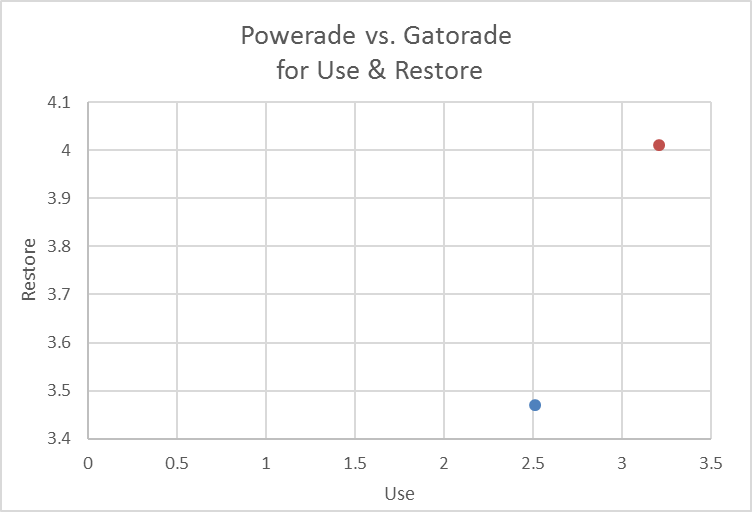 Powerade vs. Gatorade
for Use & Restore
4.1
4
3.9
3.8
3.7
3.6
3.5
3.4
Restore
0 0.5 1 1.5 2 2.5 3 3.5
Use